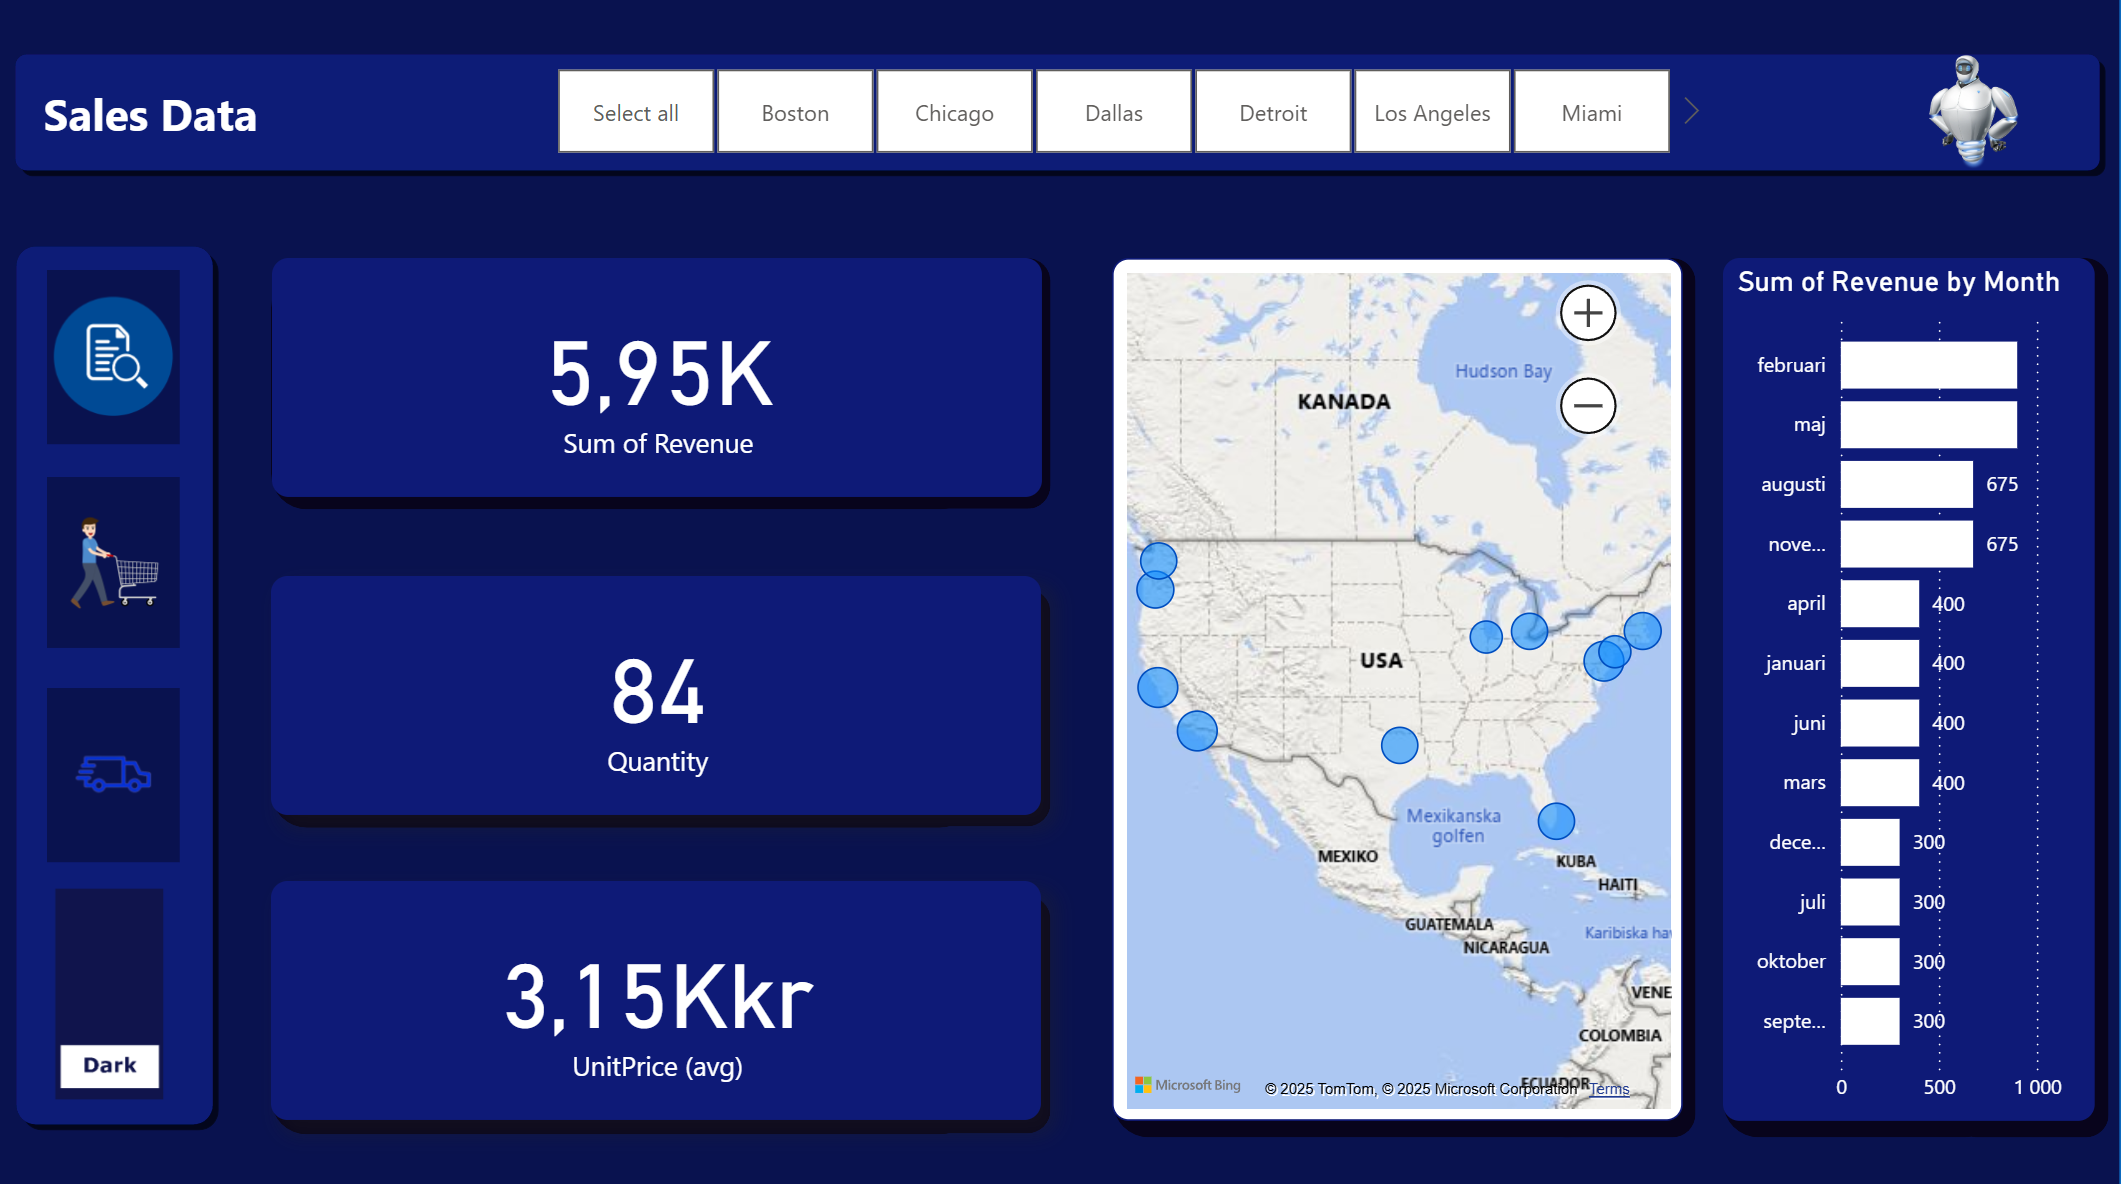 Sales Data
Select all
Boston
Chicago
Dallas
Detroit
Los Angeles
Miami
5,95K
Sum of Revenue
84
Quantity
3,15Kkr
UnitPrice (avg)
Dark
Hudson Bay
KANADA
USA
Mexikanska
golfen
MEXIKO
KUBA
HAITI
GUATEMALA
NICARAGUA
Karibiska hav
VENE
COLOMBIA
ECUADOR
Microsoft Bing
© 2025 TomTom, © 2025 Microsoft Corporation Terms
Sum of Revenue by Month
februari
maj
augusti 675
nove... 675
april 400
januari 400
juni 400
mars 400
dece... 300
juli 300
oktober 300
septe... 300
0 500 1 000